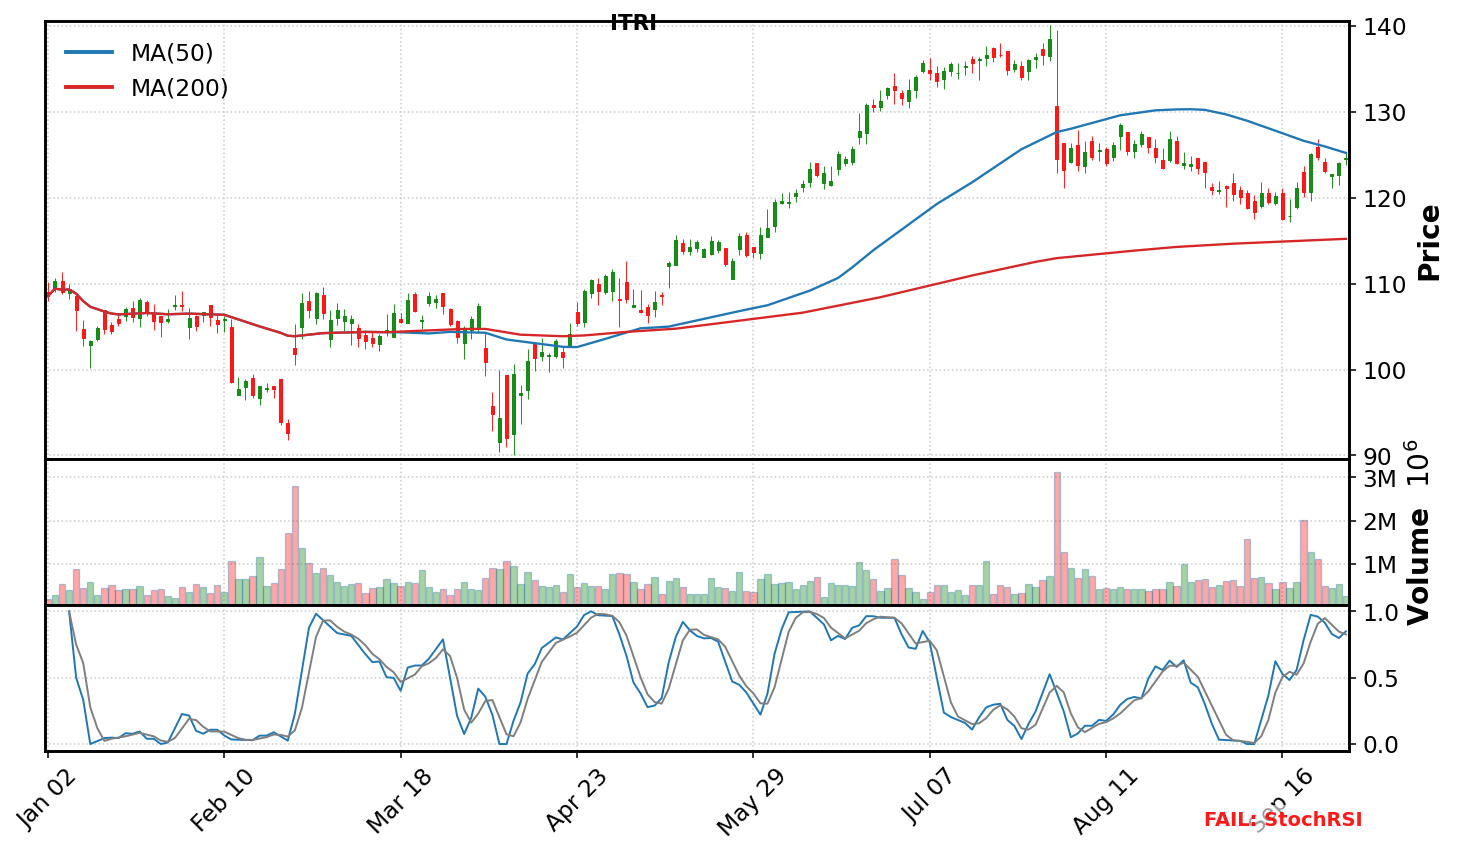 ITRI
MA(50)
MA(200)
140
130
120
110
100
90
Price
10^6
3M
2M
1M
Volume
1.0
0.5
0.0
Jan 02
Feb 10
Mar 18
Apr 23
May 29
Jul 07
Aug 11
Sep 16
FAIL: StochRSI